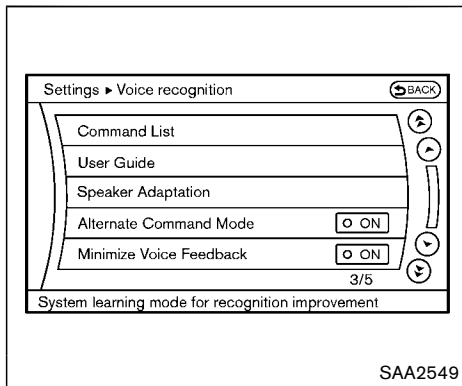 Settings ▶ Voice recognition
BACK
Command List
User Guide
Speaker Adaptation
Alternate Command Mode ON
Minimize Voice Feedback ON
3/5
System learning mode for recognition improvement
SAA2549